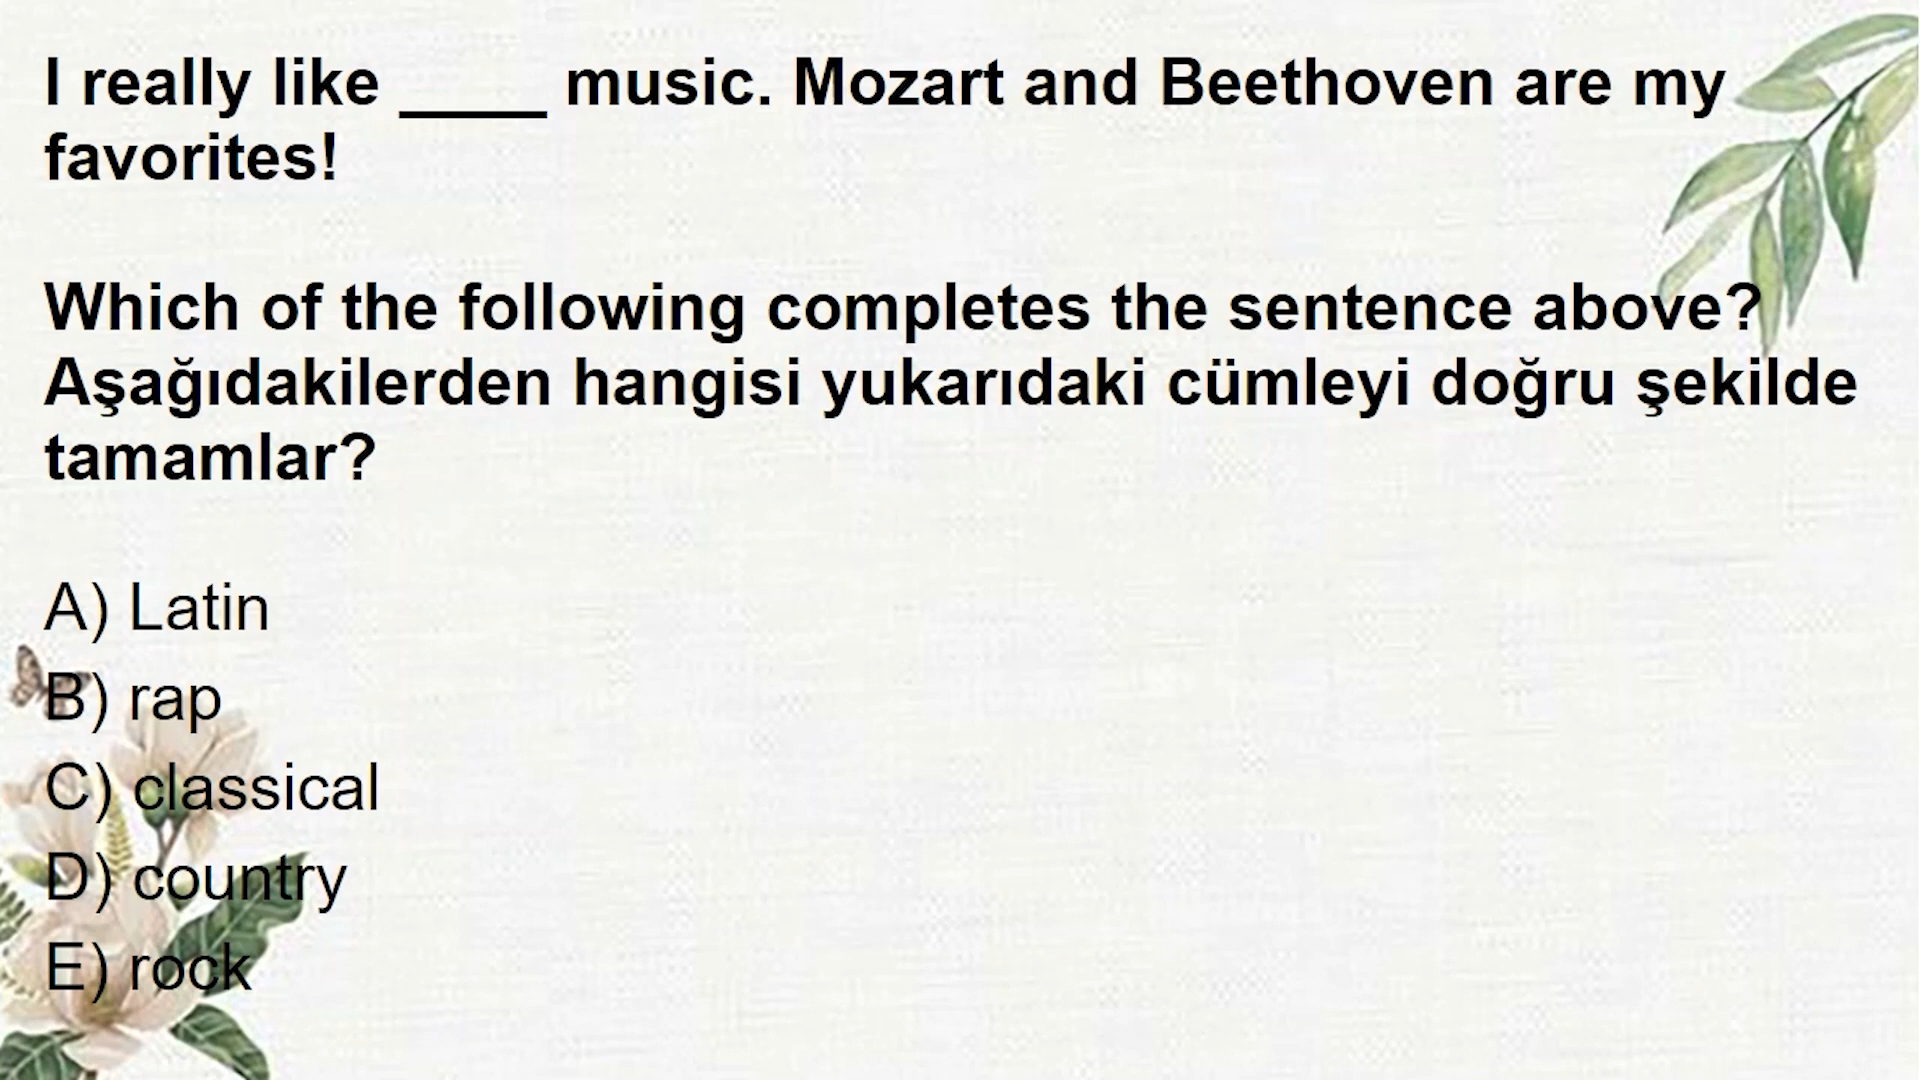 I really like ____ music. Mozart and Beethoven are my
favorites!
Which of the following completes the sentence above?
Aşağıdakilerden hangisi yukarıdaki cümleyi doğru şekilde
tamamlar?
A) Latin
B) rap
C) classical
D) country
E) rock